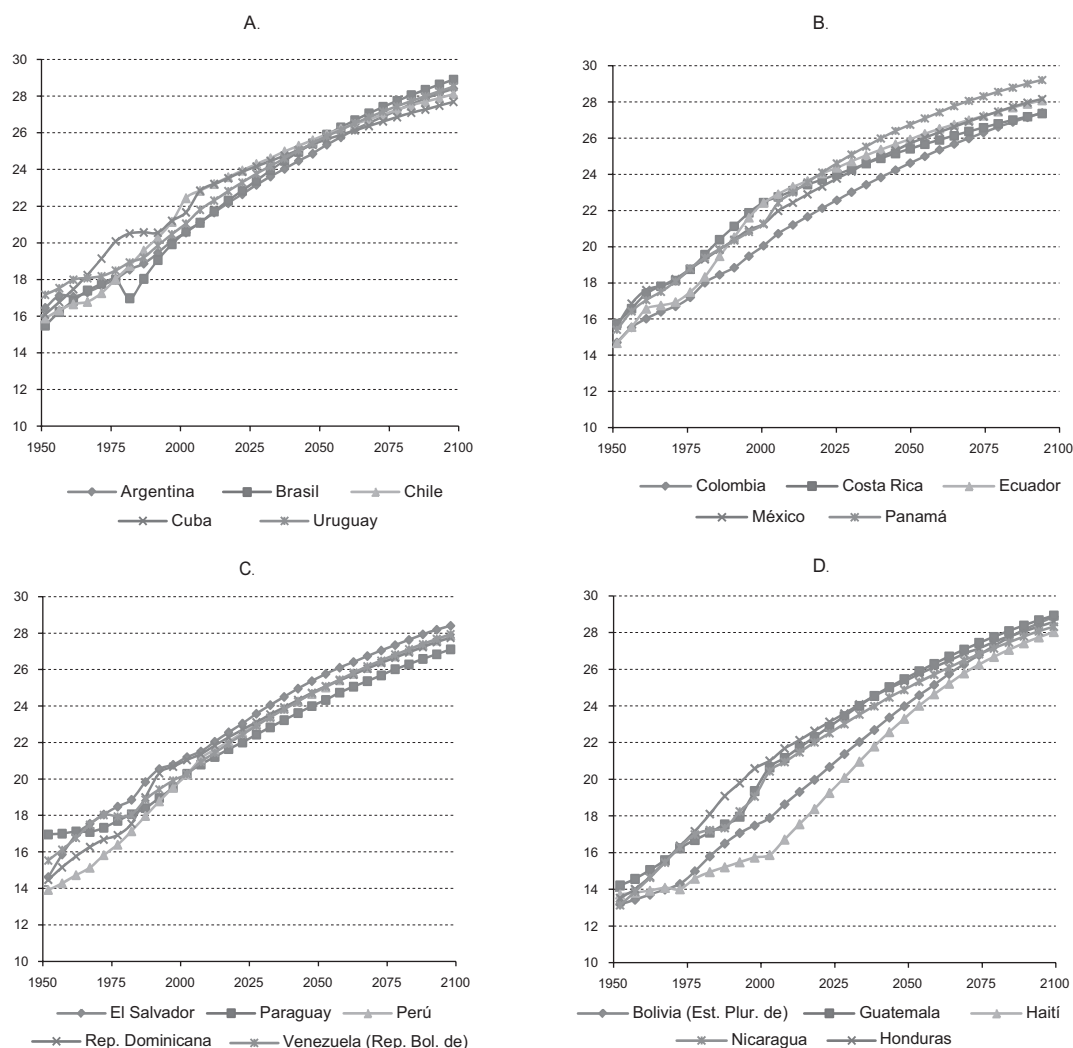 A.
30
28
26
24
22
20
18
16
14
12
10
1950 1975 2000 2025 2050 2075 2100
Argentina Brasil Chile
Cuba Uruguay
B.
30
28
26
24
22
20
18
16
14
12
10
1950 1975 2000 2025 2050 2075 2100
Colombia Costa Rica Ecuador
México Panamá
C.
30
28
26
24
22
20
18
16
14
12
10
1950 1975 2000 2025 2050 2075 2100
El Salvador Paraguay Perú
Rep. Dominicana Venezuela (Rep. Bol. de)
D.
30
28
26
24
22
20
18
16
14
12
10
1950 1975 2000 2025 2050 2075 2100
Bolivia (Est. Plur. de) Guatemala Haití
Nicaragua Honduras